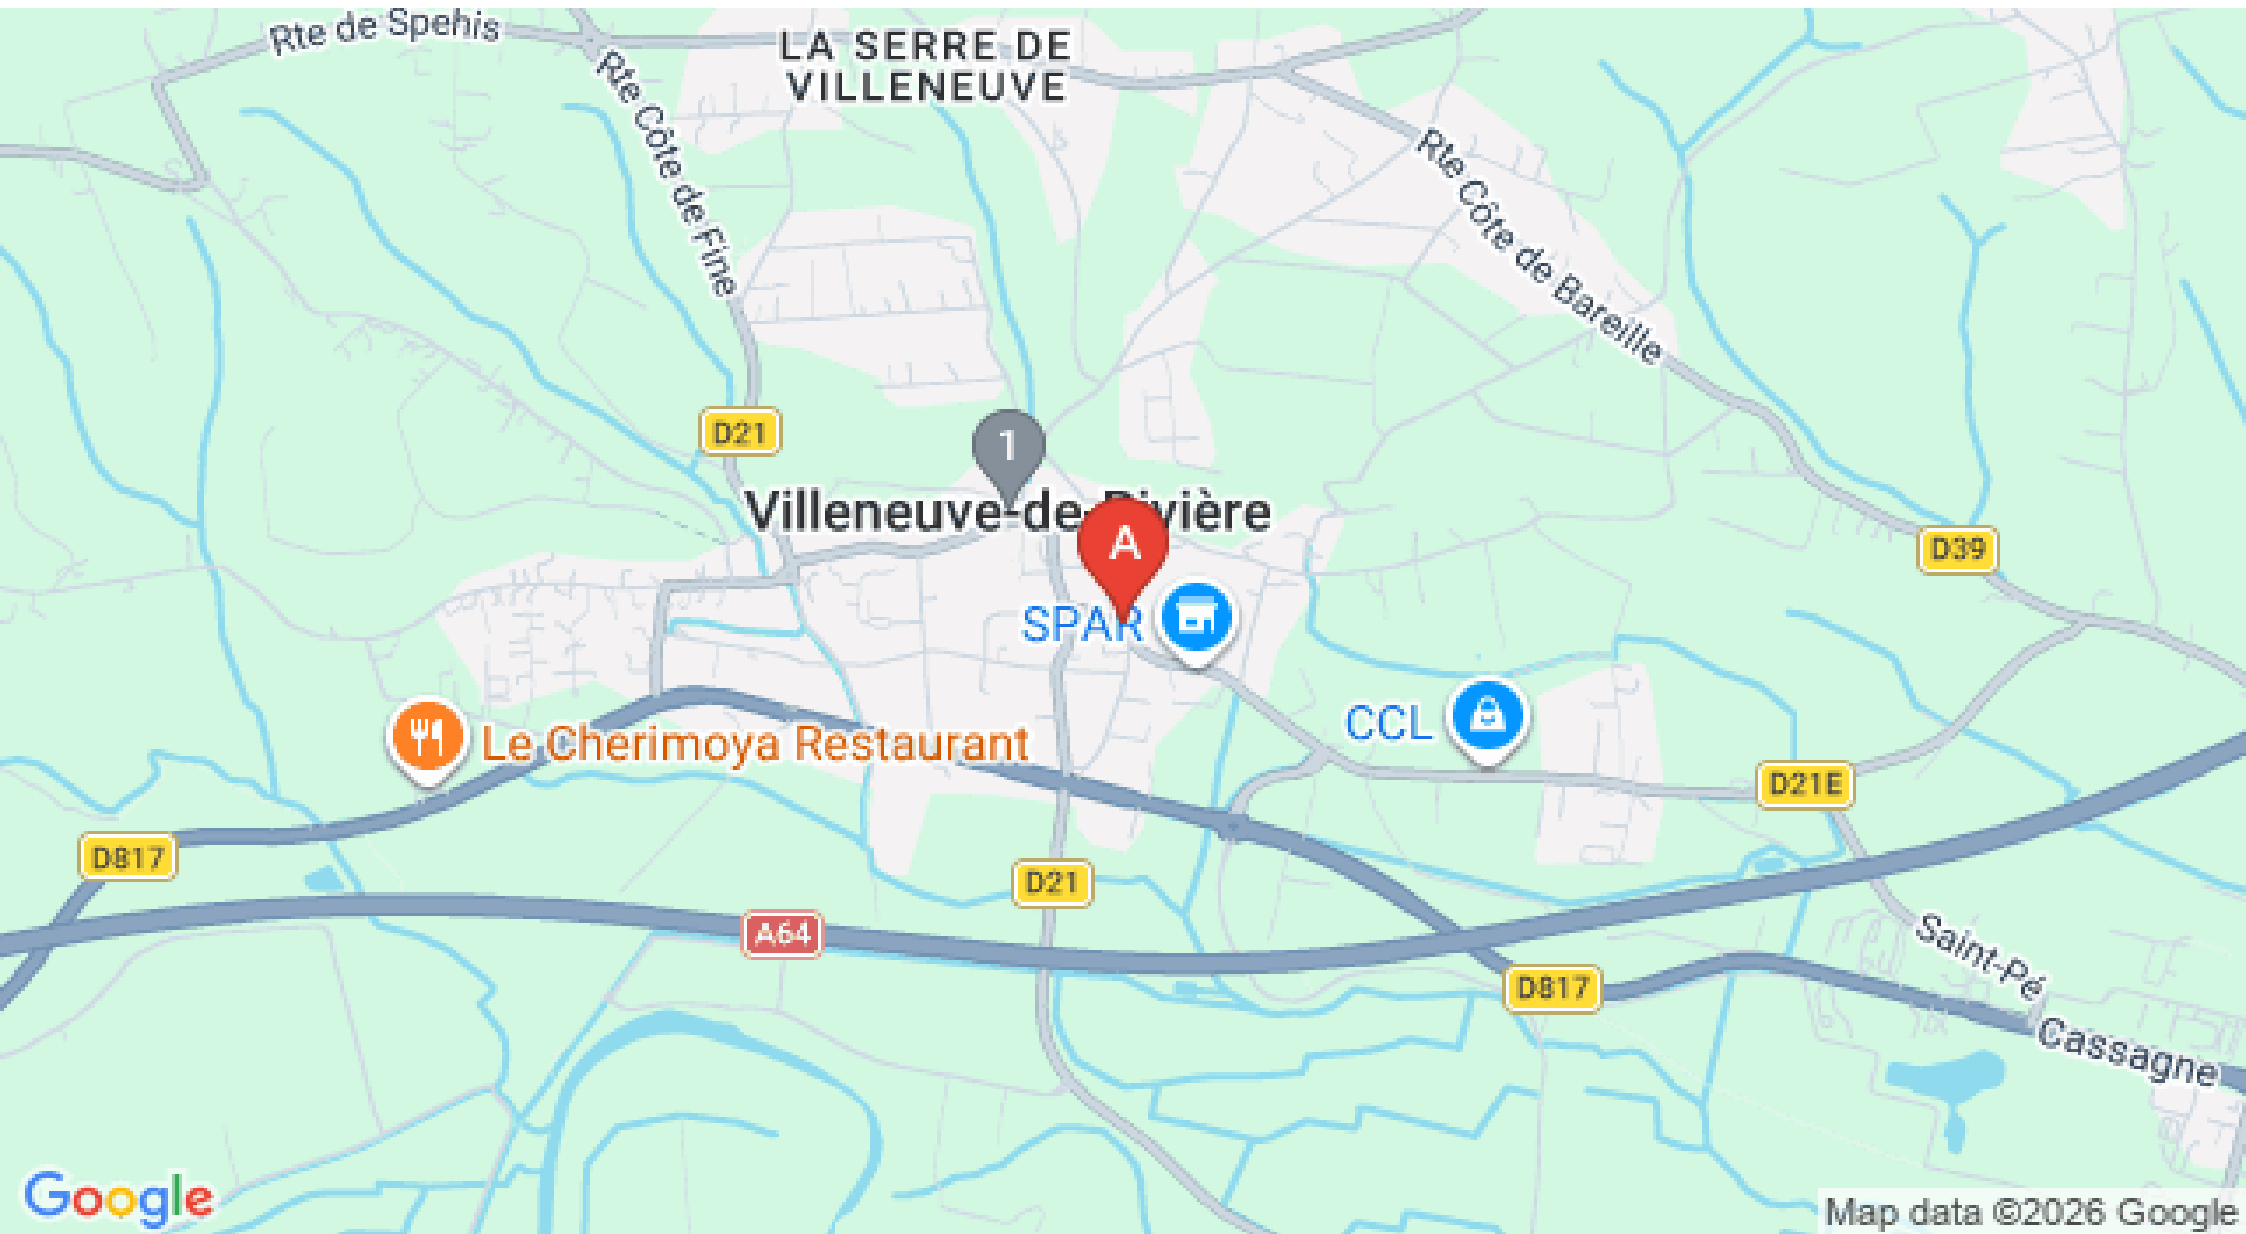 Rte de Spehis
LA SERRE DE
VILLENEUVE
Rte Côte de Fine
Rte Côte de Bareille
D21
1
Villeneuve-de-Rivière
A
D39
SPAR
CCL
Le Cherimoya Restaurant
D21E
D817
D21
A64
Saint-Pé
D817
Cassagne
Google
Map data ©2026 Google